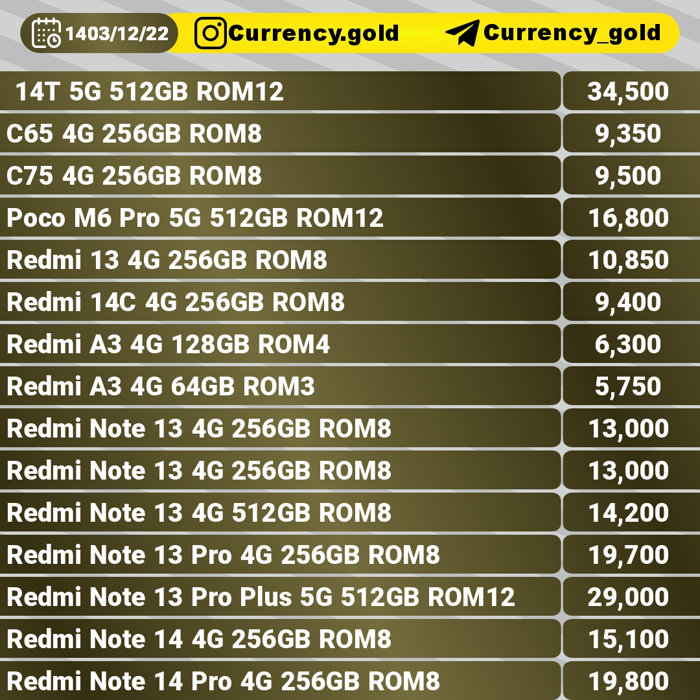 1403/12/22 Currency.gold Currency_gold
14T 5G 512GB ROM12 34,500
C65 4G 256GB ROM8 9,350
C75 4G 256GB ROM8 9,500
Poco M6 Pro 5G 512GB ROM12 16,800
Redmi 13 4G 256GB ROM8 10,850
Redmi 14C 4G 256GB ROM8 9,400
Redmi A3 4G 128GB ROM4 6,300
Redmi A3 4G 64GB ROM3 5,750
Redmi Note 13 4G 256GB ROM8 13,000
Redmi Note 13 4G 256GB ROM8 13,000
Redmi Note 13 4G 512GB ROM8 14,200
Redmi Note 13 Pro 4G 256GB ROM8 19,700
Redmi Note 13 Pro Plus 5G 512GB ROM12 29,000
Redmi Note 14 4G 256GB ROM8 15,100
Redmi Note 14 Pro 4G 256GB ROM8 19,800